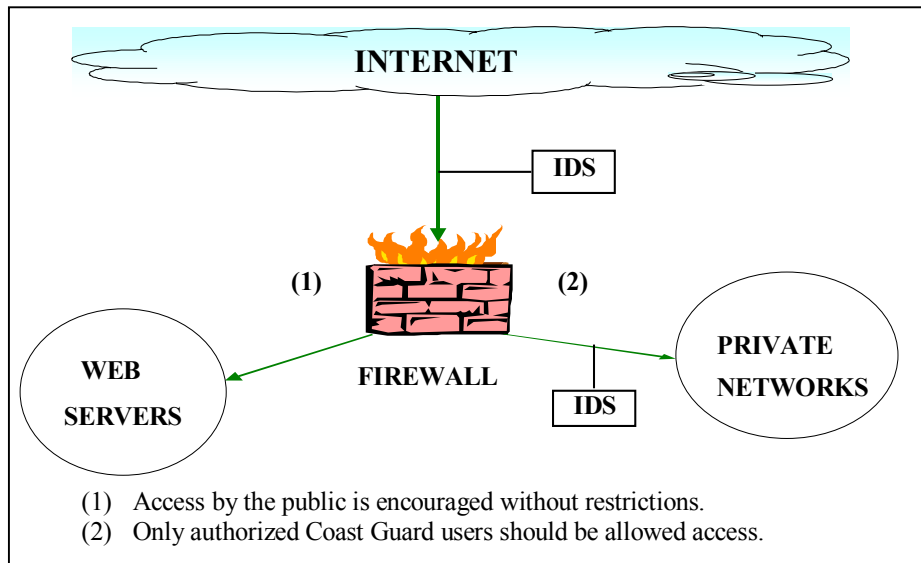 INTERNET
IDS
(1)
(2)
WEB
SERVERS
FIREWALL
IDS
PRIVATE
NETWORKS
(1) Access by the public is encouraged without restrictions.
(2) Only authorized Coast Guard users should be allowed access.